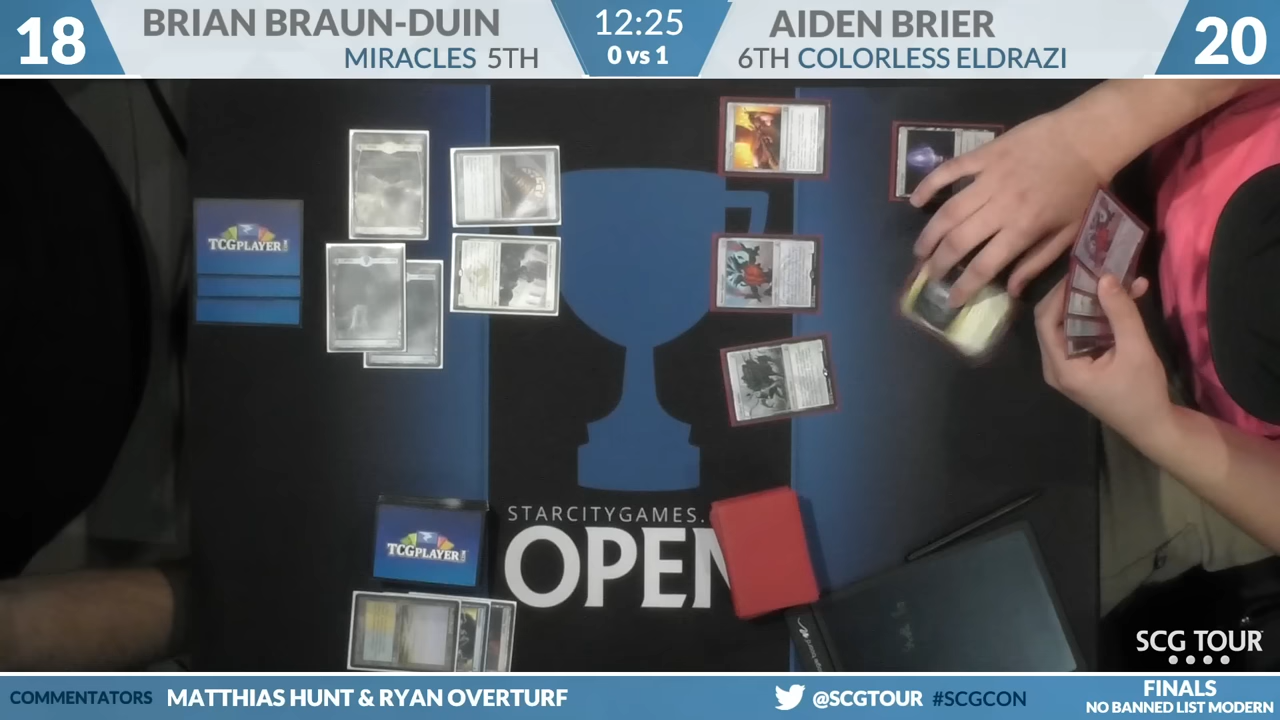 18
BRIAN BRAUN-DUIN
MIRACLES 5TH
12:25
0 vs 1
AIDEN BRIER
6TH COLORLESS ELDRAZI
20
TCGPLAYER
TCGPLAYER
STARCITYGAMES.
OPEN
SCG TOUR
COMMENTATORS MATTHIAS HUNT & RYAN OVERTURF
@SCGTOUR #SCGCON
FINALS
NO BANNED LIST MODERN